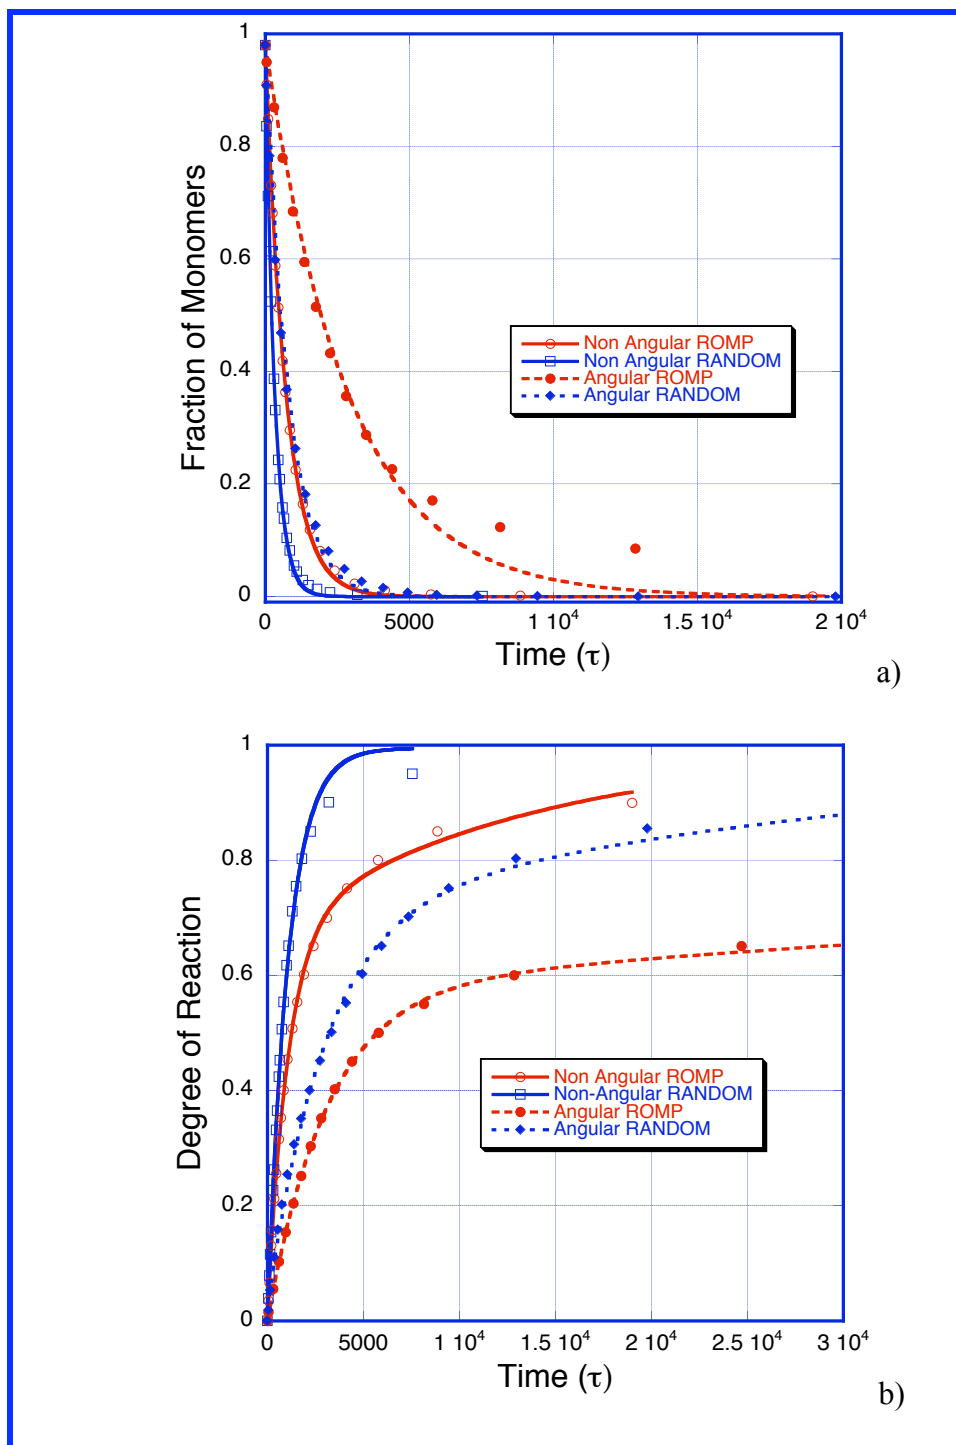 1
0.8
0.6
0.4
0.2
0
Fraction of Monomers
Non Angular ROMP
Non Angular RANDOM
Angular ROMP
Angular RANDOM
0 5000 1 10⁴ 1.5 10⁴ 2 10⁴
Time (τ)
a)
1
0.8
0.6
0.4
0.2
0
Degree of Reaction
Non Angular ROMP
Non-Angular RANDOM
Angular ROMP
Angular RANDOM
0 5000 1 10⁴ 1.5 10⁴ 2 10⁴ 2.5 10⁴ 3 10⁴
Time (τ)
b)